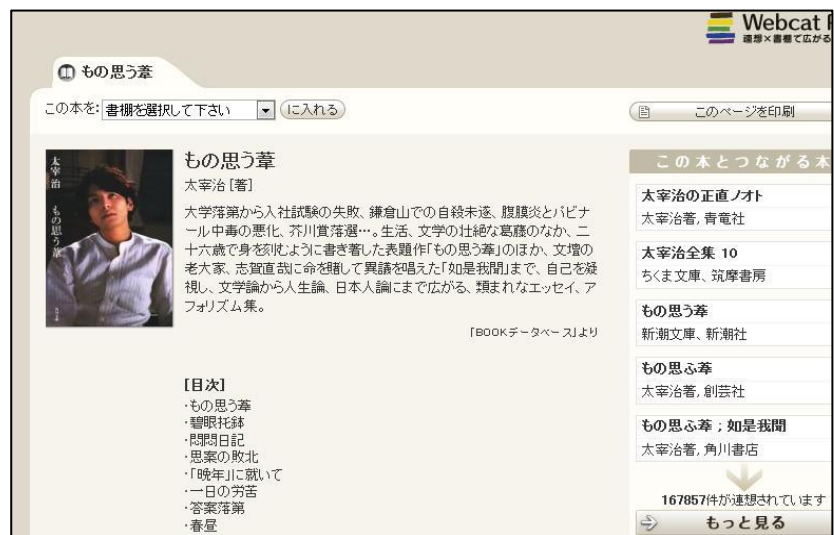 Webcat
連想×書棚で広がる
もの思う葦
この本を: 書棚を選択して下さい に入れる
このページを印刷
太宰治 もの思う葦
もの思う葦
太宰治 [著]
大学落第から入社試験の失敗、鎌倉山での自殺未遂、腹膜炎とパビナ
ール中毒の悪化、芥川賞落選…。生活、文学の壮絶な葛藤のなか、二
十六歳で身を刻むように書き著した表題作「もの思う葦」のほか、文壇の
老大家、志賀直哉に命を賭して異議を唱えた「如是我聞」まで、自己を凝
視し、文学論から人生論、日本人論にまで広がる、類まれなエッセイ、ア
フォリズム集。
「BOOKデータベース」より
[目次]
・もの思う葦
・碧眼托鉢
・悶悶日記
・思案の敗北
・「晩年」に就いて
・一日の労苦
・答案落第
・春昼
この本とつながる本
太宰治の正直ノオト
太宰治著, 青竜社
太宰治全集 10
ちくま文庫、筑摩書房
もの思う葦
新潮文庫、新潮社
もの思ふ葦
太宰治著, 創芸社
もの思ふ葦 ; 如是我聞
太宰治著, 角川書店
167857件が連想されています
もっと見る